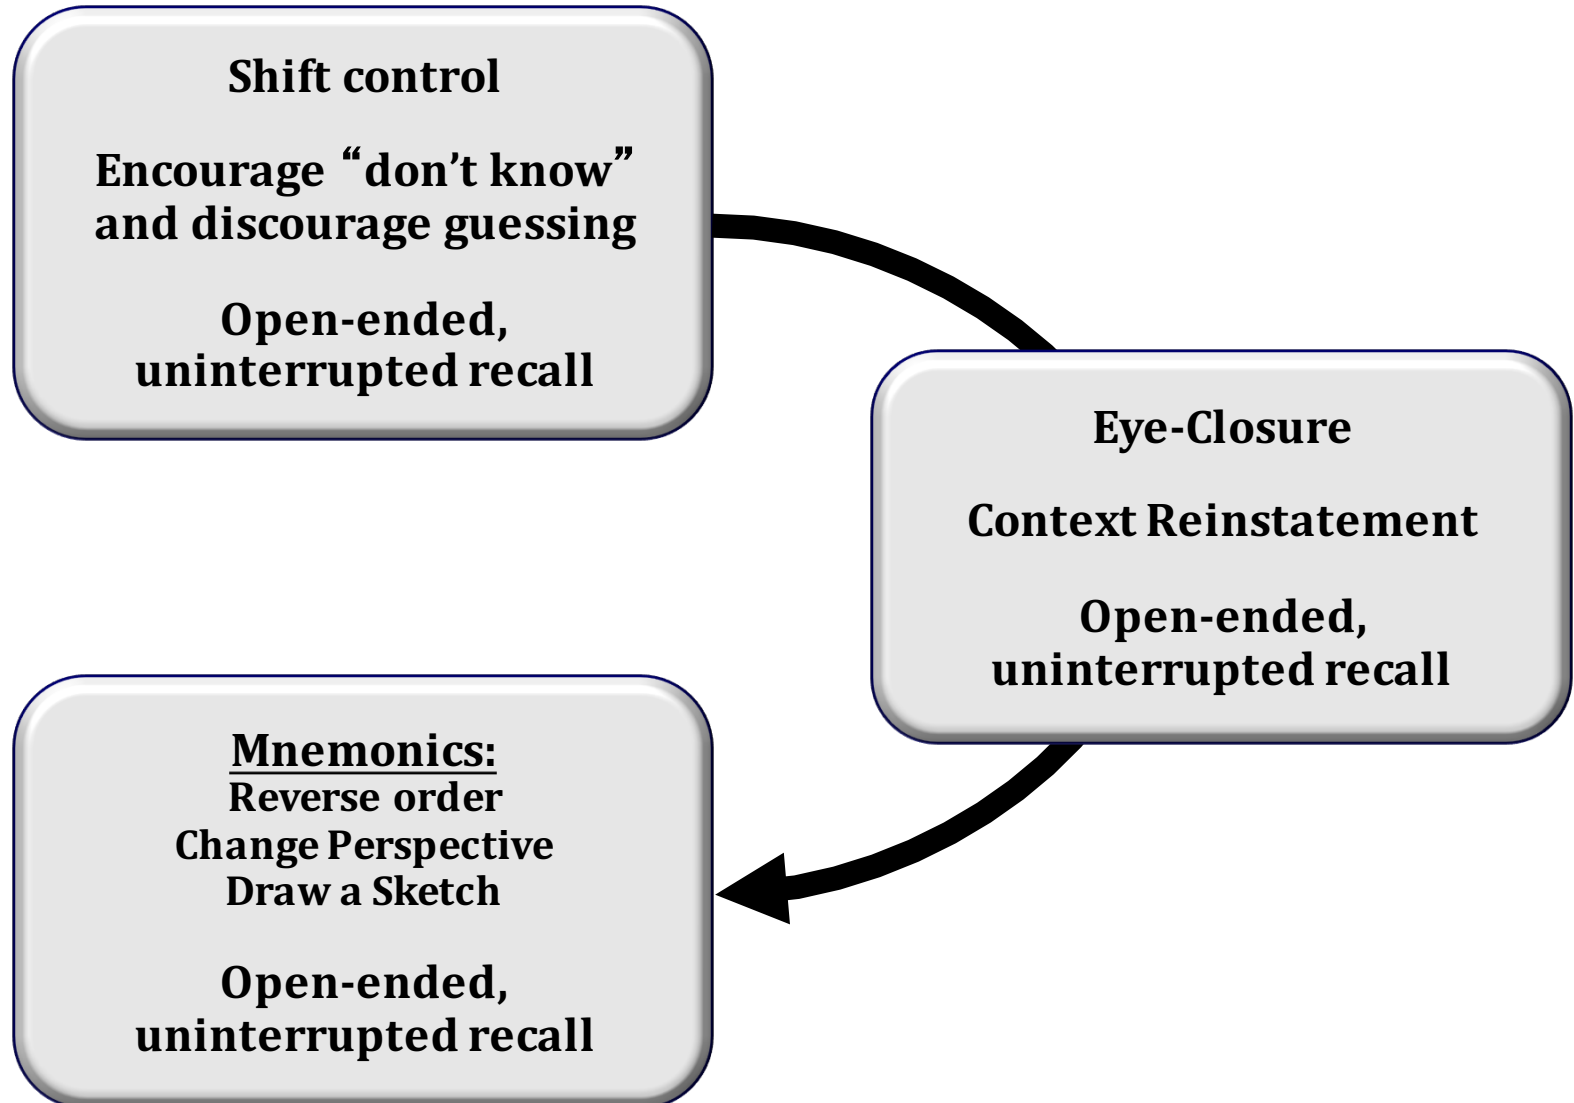 Shift control
Encourage “don’t know”
and discourage guessing
Open-ended,
uninterrupted recall
Eye-Closure
Context Reinstatement
Open-ended,
uninterrupted recall
Mnemonics:
Reverse order
Change Perspective
Draw a Sketch
Open-ended,
uninterrupted recall